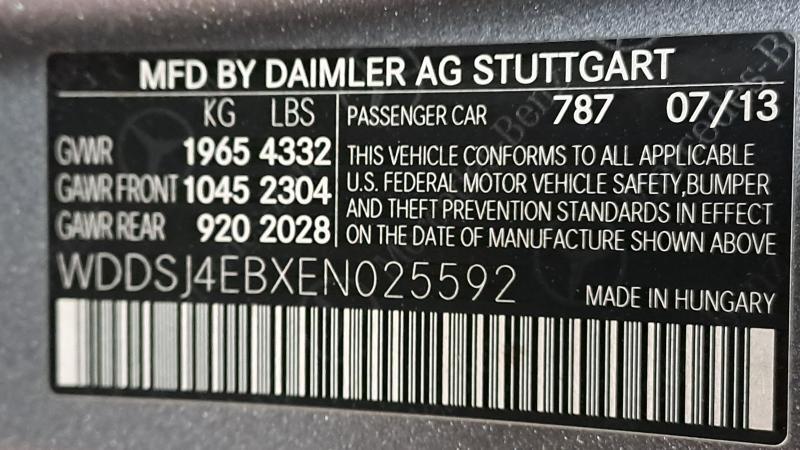 MFD BY DAIMLER AG STUTTGART
KG LBS
GVWR 1965 4332
GAWR FRONT 1045 2304
GAWR REAR 920 2028
PASSENGER CAR 787 07/13
THIS VEHICLE CONFORMS TO ALL APPLICABLE
U.S. FEDERAL MOTOR VEHICLE SAFETY,BUMPER
AND THEFT PREVENTION STANDARDS IN EFFECT
ON THE DATE OF MANUFACTURE SHOWN ABOVE
WDDSJ4EBXEN025592
MADE IN HUNGARY